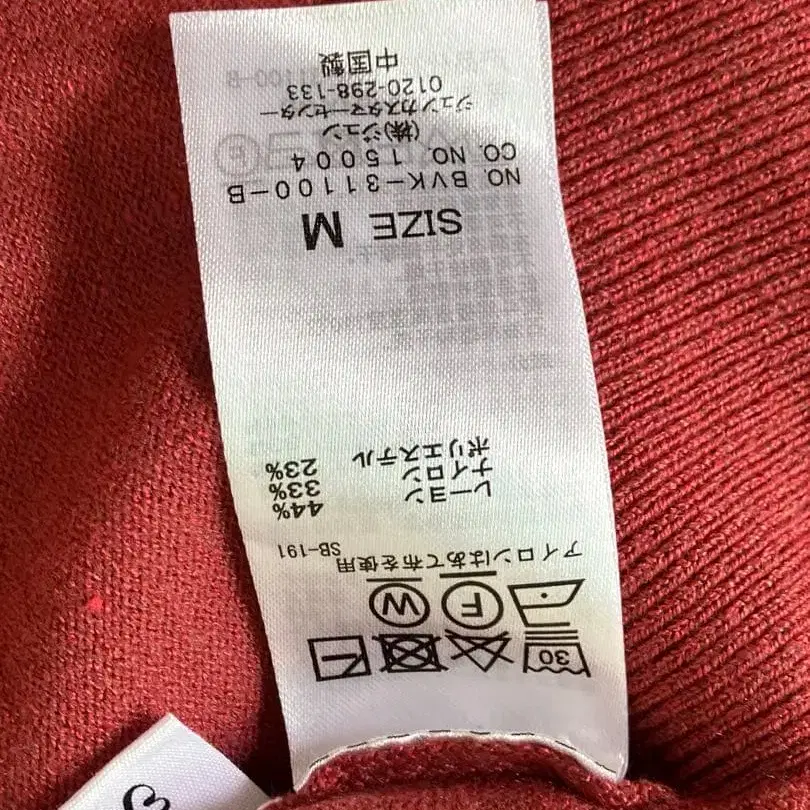 30
F W
アイロンはあて布を使用
SB-191
レーヨン 44%
ナイロン 33%
ポリエステル 23%
SIZE M
NO. BVK-31100-B
CO. NO. 15004
(株)ジュン
ジュンカスタマーセンター
0120-298-133
中国製